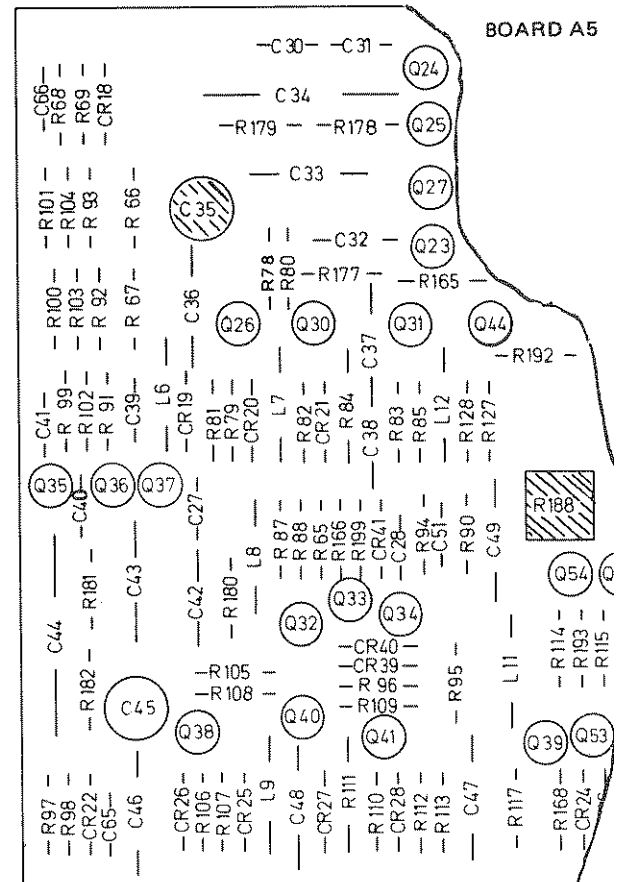 BOARD A5
C30 C31
Q24
C66 R68 R69 CR18
C34
R179 R178 Q25
C33
R101 R104 R93 R66 C35 Q27
C32 Q23
R78 R80 R177 R165
R100 R103 R92 R67 C36
Q26 Q30 Q31 Q44
C37
R192
C41 R99 R102 R91 C39 L6 CR19 R81 R79 CR20 L7 R82 CR21 R84 C38 R83 R85 L12 R128 R127
Q35 C40 Q36 Q37 C27
R188
L8 R87 R88 R65 R166 R199 CR41 C28 R94 C51 R90 C49
Q54
C44 R181 C43 C42 R180
Q32 Q33 Q34
CR40
CR39
R96
R109
R105
R108
R182 C45 R95 L11 R114 R193 R115
Q38 Q40 Q41 Q39 Q53
R97 R98 CR22 C65 C46 CR26 R106 R107 CR25 L9 C48 CR27 R111 R110 CR28 R112 R113 C47 R117 R168 CR24